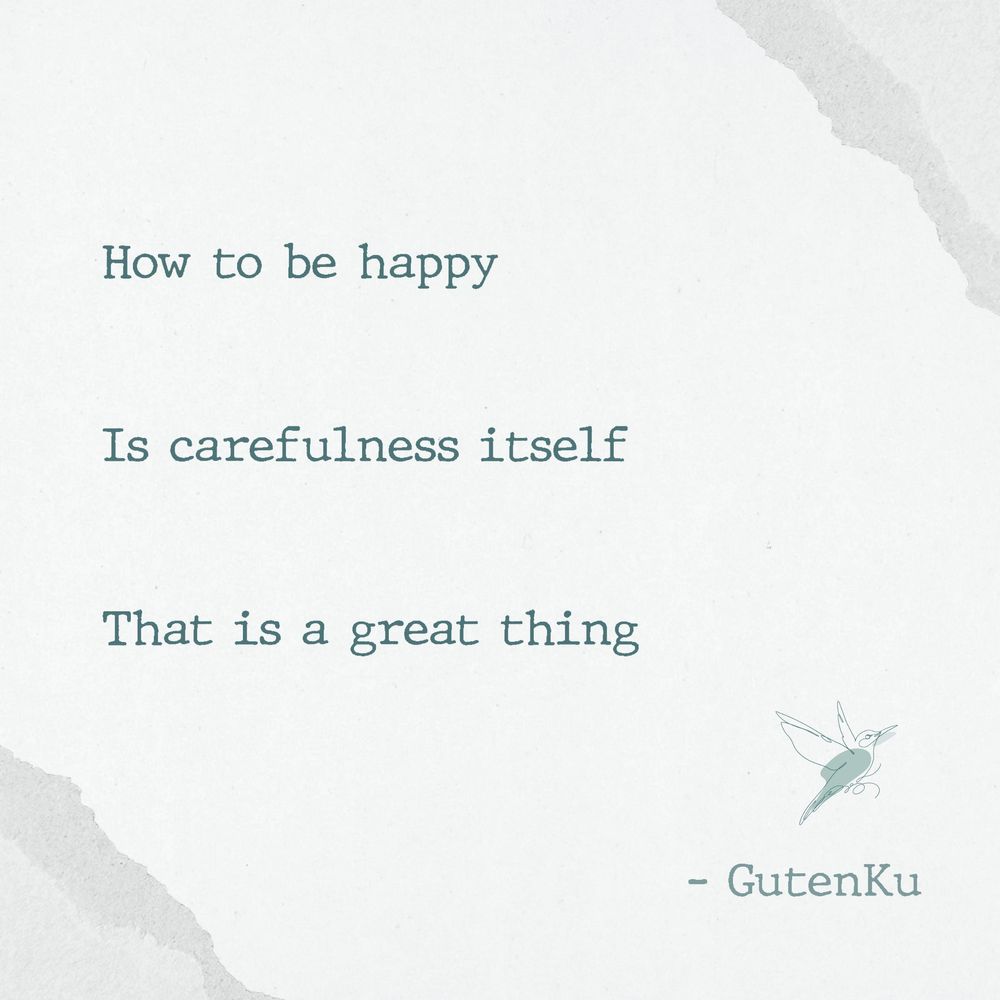 How to be happy
Is carefulness itself
That is a great thing
- GutenKu